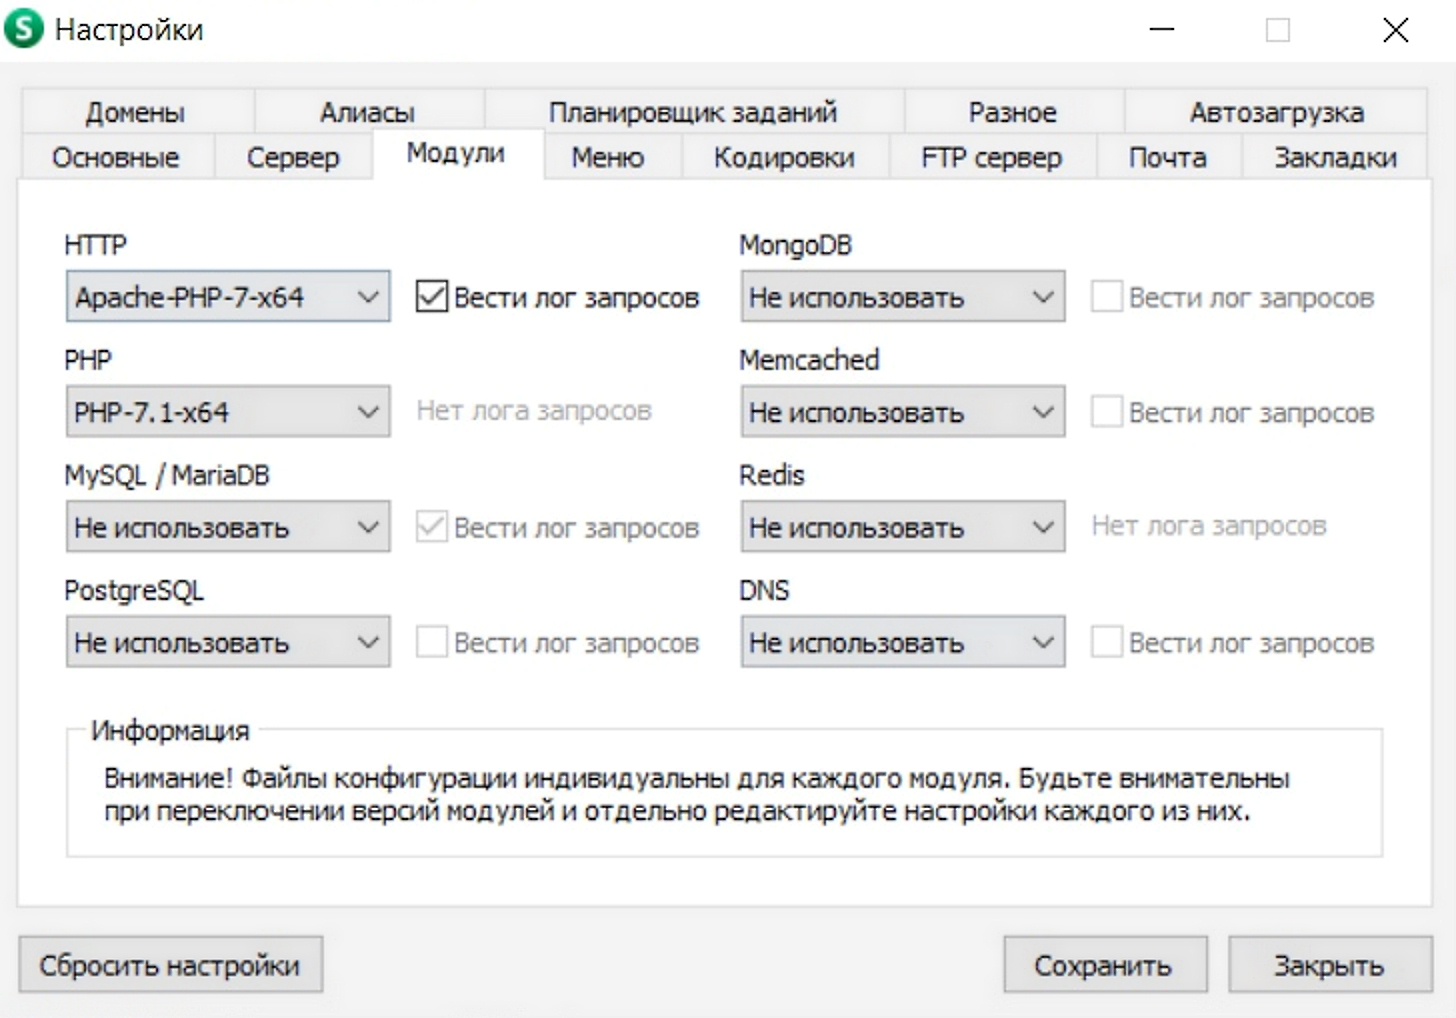 S Настройки
Домены Алиасы Планировщик заданий Разное Автозагрузка
Основные Сервер Модули Меню Кодировки FTP сервер Почта Закладки
HTTP
Apache-PHP-7-x64 Вести лог запросов
PHP
PHP-7.1-x64 Нет лога запросов
MySQL / MariaDB
Не использовать Вести лог запросов
PostgreSQL
Не использовать Вести лог запросов
MongoDB
Не использовать Вести лог запросов
Memcached
Не использовать Вести лог запросов
Redis
Не использовать Нет лога запросов
DNS
Не использовать Вести лог запросов
Информация
Внимание! Файлы конфигурации индивидуальны для каждого модуля. Будьте внимательны
при переключении версий модулей и отдельно редактируйте настройки каждого из них.
Сбросить настройки Сохранить Закрыть